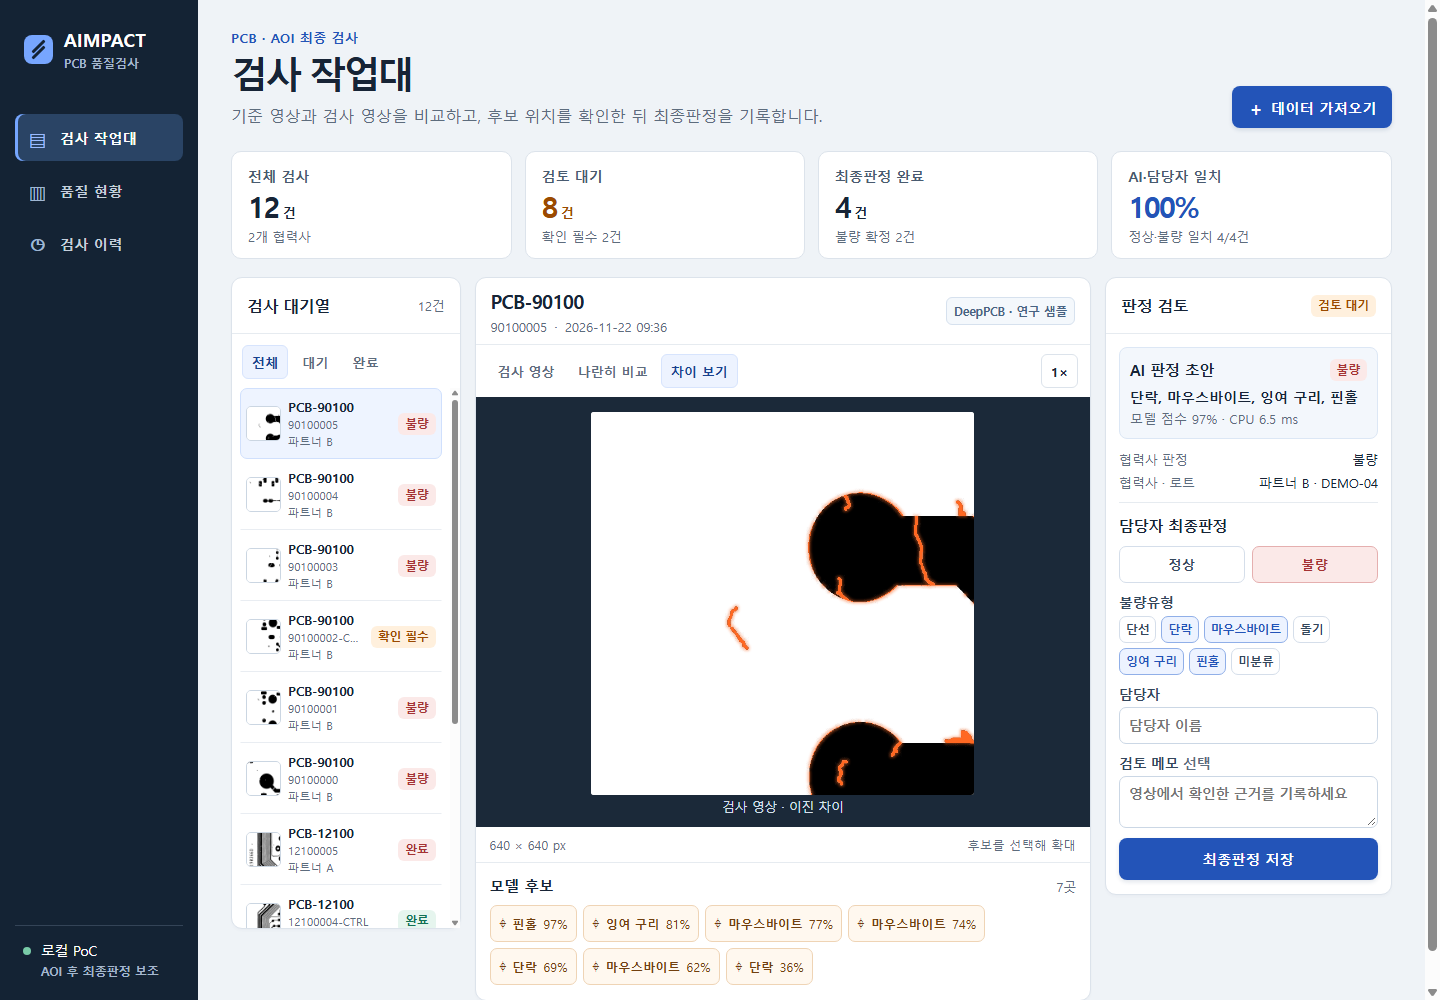 AIMPACT
PCB 품질검사
검사 작업대
품질 현황
검사 이력
로컬 PoC
AOI 후 최종판정 보조
PCB · AOI 최종 검사
검사 작업대
기준 영상과 검사 영상을 비교하고, 후보 위치를 확인한 뒤 최종판정을 기록합니다.
+ 데이터 가져오기
전체 검사
12 건
2개 협력사
검토 대기
8 건
확인 필수 2건
최종판정 완료
4 건
불량 확정 2건
AI·담당자 일치
100%
정상·불량 일치 4/4건
검사 대기열 12건
전체 대기 완료
PCB-90100
90100005
파트너 B
불량
PCB-90100
90100004
파트너 B
불량
PCB-90100
90100003
파트너 B
불량
PCB-90100
90100002-C...
파트너 B
확인 필수
PCB-90100
90100001
파트너 B
불량
PCB-90100
90100000
파트너 B
불량
PCB-12100
12100005
파트너 A
완료
PCB-12100
12100004-CTRL
완료
PCB-90100
90100005 · 2026-11-22 09:36
DeepPCB · 연구 샘플
검사 영상 나란히 비교 차이 보기 1×
검사 영상 · 이진 차이
640 × 640 px 후보를 선택해 확대
모델 후보 7곳
핀홀 97% 잉여 구리 81% 마우스바이트 77% 마우스바이트 74%
단락 69% 마우스바이트 62% 단락 36%
판정 검토 검토 대기
AI 판정 초안 불량
단락, 마우스바이트, 잉여 구리, 핀홀
모델 점수 97% · CPU 6.5 ms
협력사 판정 불량
협력사 · 로트 파트너 B · DEMO-04
담당자 최종판정
정상 불량
불량유형
단선 단락 마우스바이트 돌기
잉여 구리 핀홀 미분류
담당자
담당자 이름
검토 메모 선택
영상에서 확인한 근거를 기록하세요
최종판정 저장